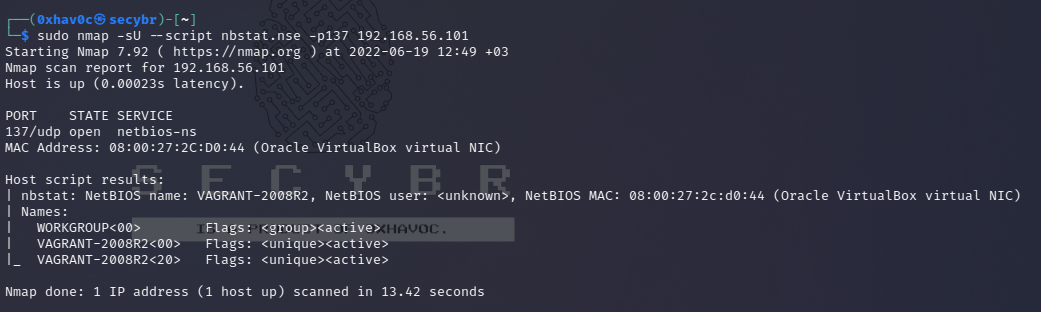 ┌──(0xhav0c㉿secybr)-[~]
└─$ sudo nmap -sU --script nbstat.nse -p137 192.168.56.101
Starting Nmap 7.92 ( https://nmap.org ) at 2022-06-19 12:49 +03
Nmap scan report for 192.168.56.101
Host is up (0.00023s latency).
PORT    STATE SERVICE
137/udp open  netbios-ns
MAC Address: 08:00:27:2C:D0:44 (Oracle VirtualBox virtual NIC)
SECYBR
Host script results:
| nbstat: NetBIOS name: VAGRANT-2008R2, NetBIOS user: <unknown>, NetBIOS MAC: 08:00:27:2c:d0:44 (Oracle VirtualBox virtual NIC)
| Names:
|   WORKGROUP<00>        Flags: <group><active>
|   VAGRANT-2008R2<00>   Flags: <unique><active>
|_  VAGRANT-2008R2<20>   Flags: <unique><active>
Nmap done: 1 IP address (1 host up) scanned in 13.42 seconds